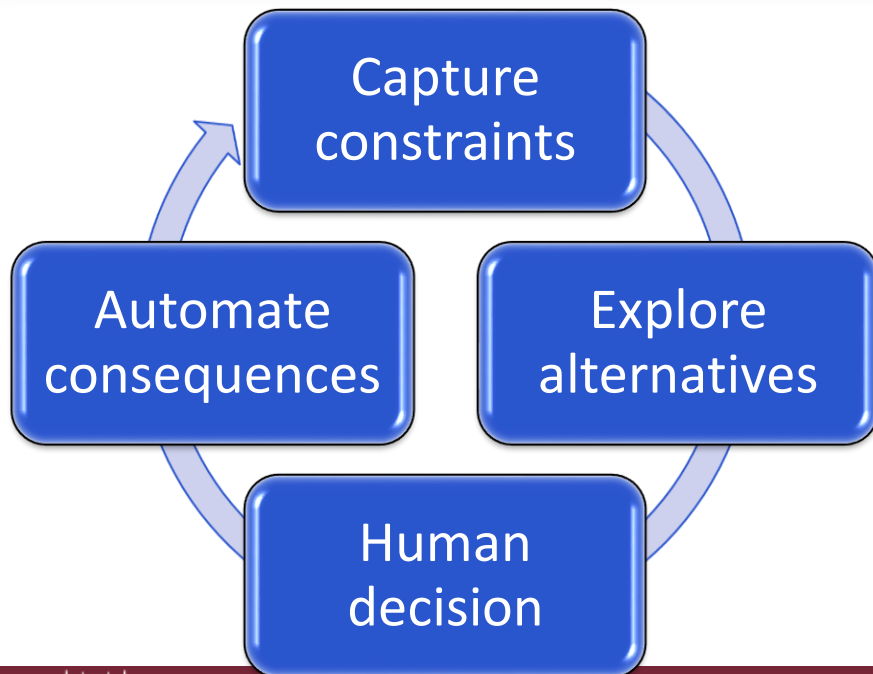 Capture
constraints
Automate
consequences
Explore
alternatives
Human
decision